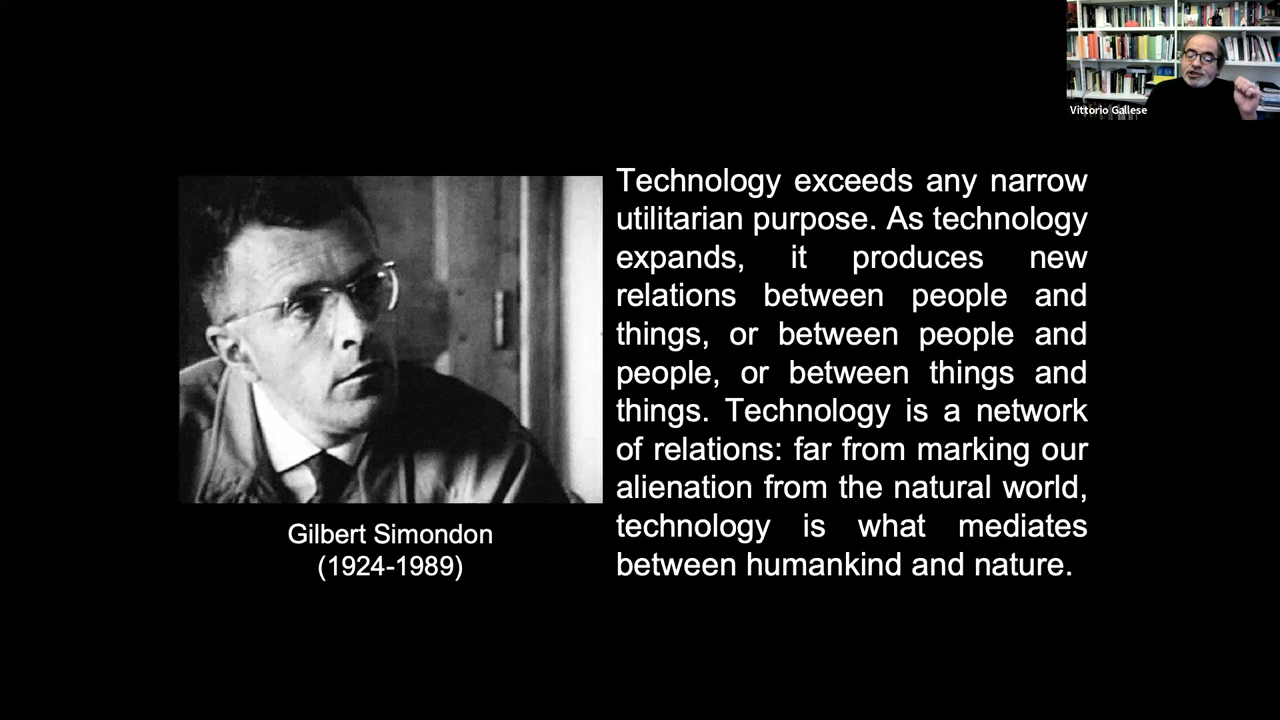 Vittorio Gallese
Technology exceeds any narrow
utilitarian purpose. As technology
expands, it produces new
relations between people and
things, or between people and
people, or between things and
things. Technology is a network
of relations: far from marking our
alienation from the natural world,
technology is what mediates
between humankind and nature.
Gilbert Simondon
(1924-1989)